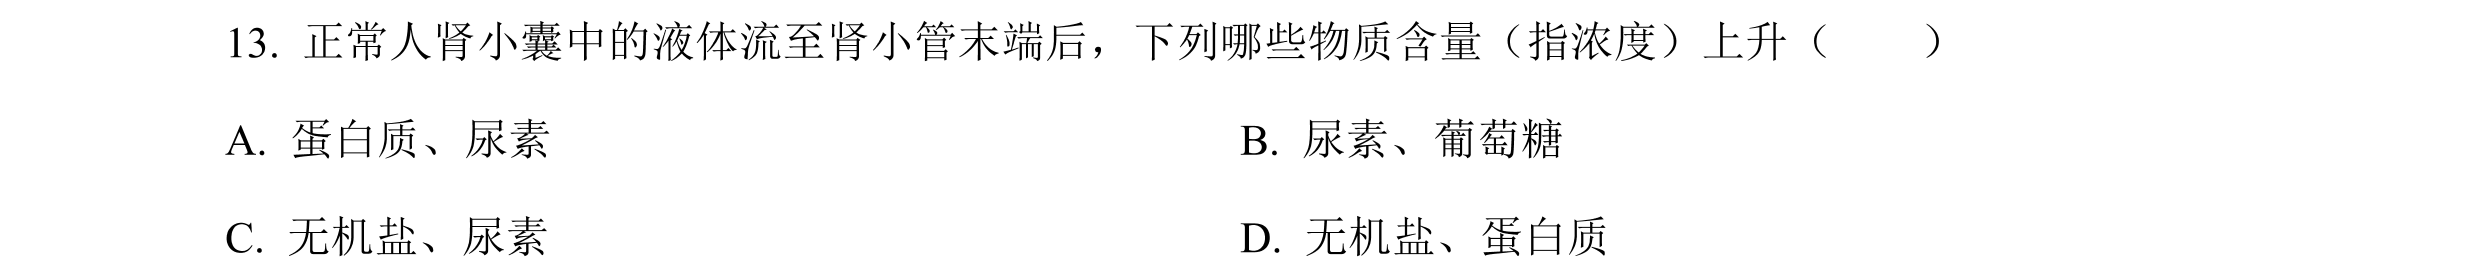 13. 正常人肾小囊中的液体流至肾小管末端后，下列哪些物质含量（指浓度）上升（　　）
A. 蛋白质、尿素　　B. 尿素、葡萄糖
C. 无机盐、尿素　　D. 无机盐、蛋白质